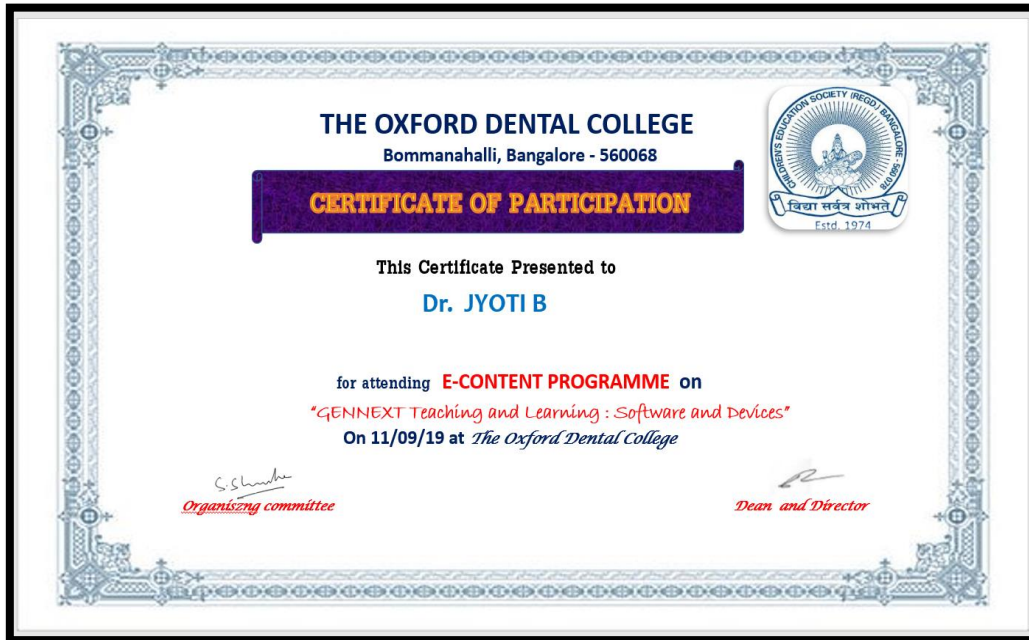 THE OXFORD DENTAL COLLEGE
Bommanahalli, Bangalore - 560068
CHILDREN'S EDUCATION SOCIETY (REGD.) BANGALORE - 560 078
विद्या सर्वत्र शोभते
Estd. 1974
CERTIFICATE OF PARTICIPATION
This Certificate Presented to
Dr. JYOTI B
for attending E-CONTENT PROGRAMME on
"GENNEXT Teaching and Learning : Software and Devices"
On 11/09/19 at The Oxford Dental College
Organiszng committee
Dean and Director